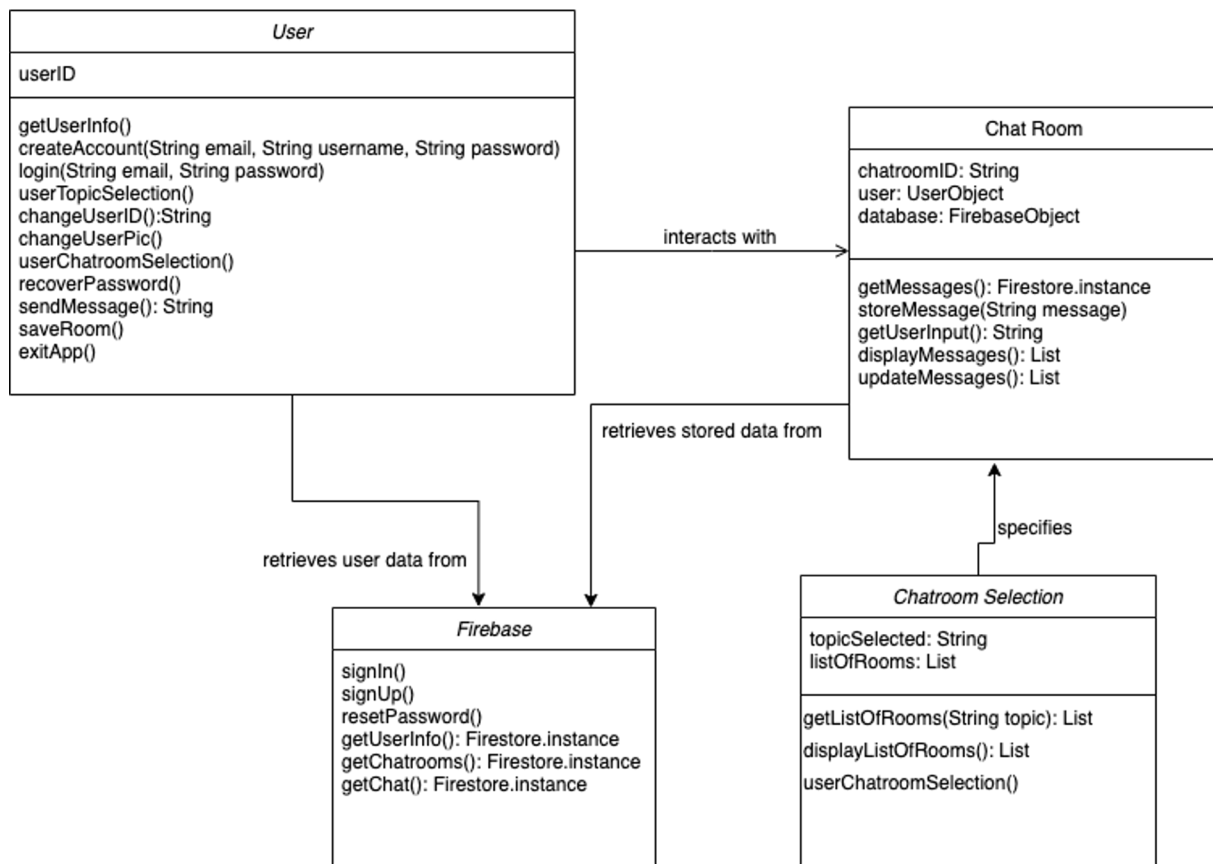 User
userID
getUserInfo()
createAccount(String email, String username, String password)
login(String email, String password)
userTopicSelection()
changeUserID():String
changeUserPic()
userChatroomSelection()
recoverPassword()
sendMessage(): String
saveRoom()
exitApp()
interacts with
Chat Room
chatroomID: String
user: UserObject
database: FirebaseObject
getMessages(): Firestore.instance
storeMessage(String message)
getUserInput(): String
displayMessages(): List
updateMessages(): List
retrieves stored data from
retrieves user data from
specifies
Firebase
signIn()
signUp()
resetPassword()
getUserInfo(): Firestore.instance
getChatrooms(): Firestore.instance
getChat(): Firestore.instance
Chatroom Selection
topicSelected: String
listOfRooms: List
getListOfRooms(String topic): List
displayListOfRooms(): List
userChatroomSelection()